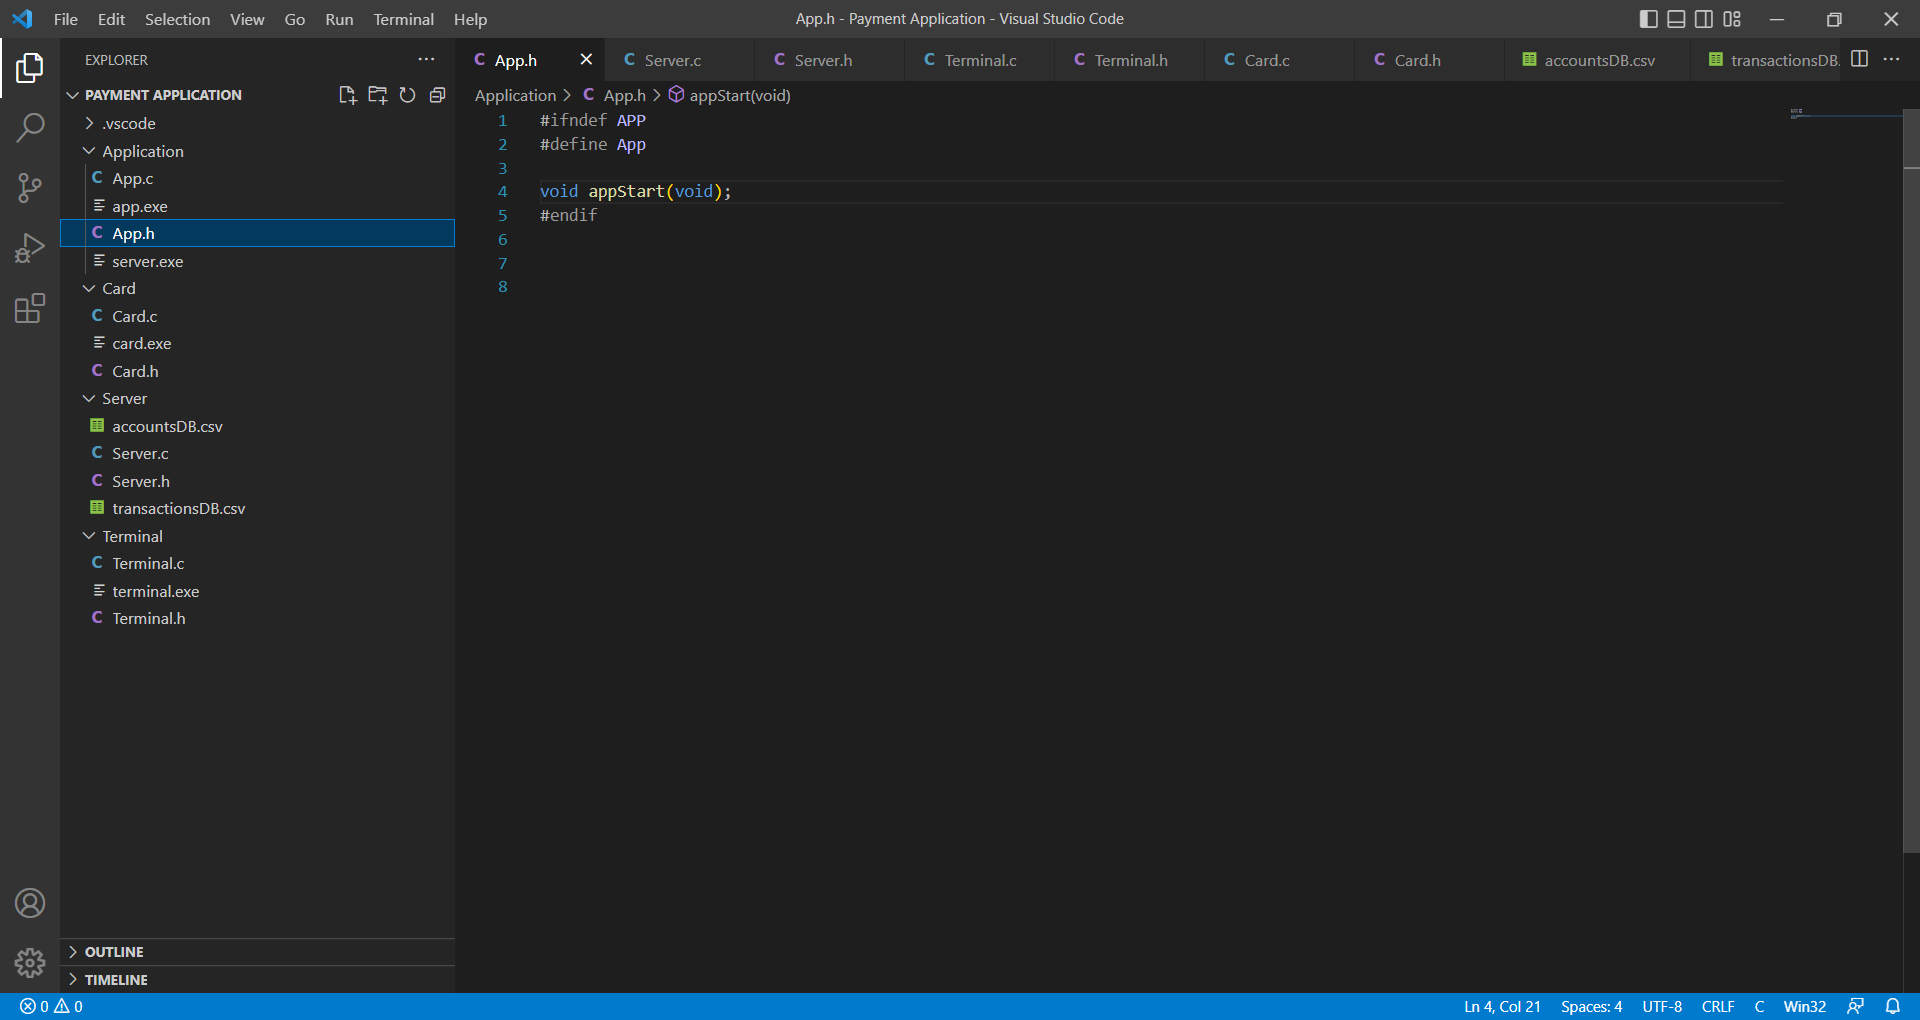 File Edit Selection View Go Run Terminal Help
App.h - Payment Application - Visual Studio Code
EXPLORER
PAYMENT APPLICATION
.vscode
Application
App.c
app.exe
App.h
server.exe
Card
Card.c
card.exe
Card.h
Server
accountsDB.csv
Server.c
Server.h
transactionsDB.csv
Terminal
Terminal.c
terminal.exe
Terminal.h
OUTLINE
TIMELINE
C App.h C Server.c C Server.h C Terminal.c C Terminal.h C Card.c C Card.h accountsDB.csv transactionsDB.
Application > C App.h > appStart(void)
1 #ifndef APP
2 #define App
3
4 void appStart(void);
5 #endif
6
7
8
0 0 Ln 4, Col 21 Spaces: 4 UTF-8 CRLF C Win32